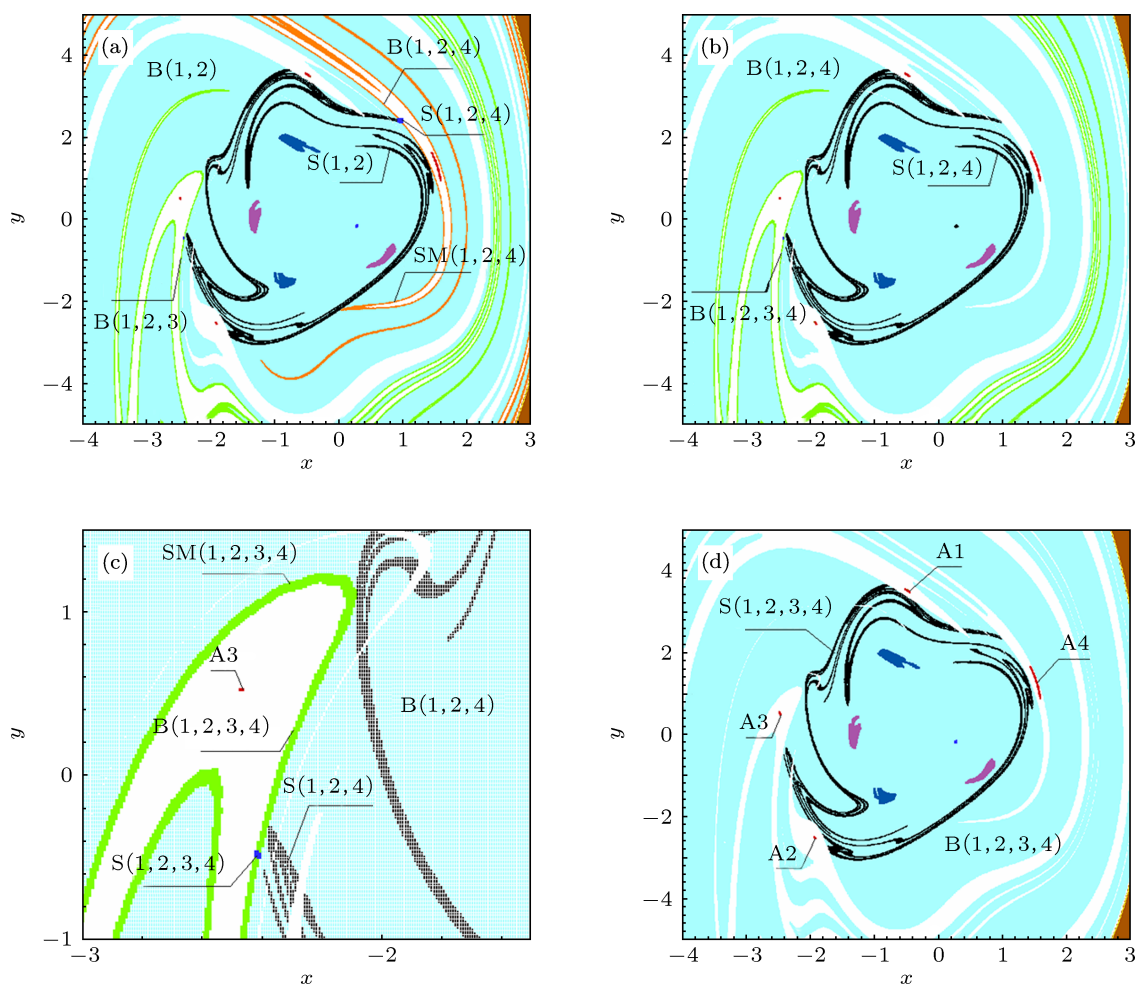 (a)
B(1,2,4)
B(1,2)
S(1,2,4)
S(1,2)
SM(1,2,4)
B(1,2,3)
4
2
0
−2
−4
y
−4 −3 −2 −1 0 1 2 3
x
(b)
B(1,2,4)
S(1,2,4)
B(1,2,3,4)
4
2
0
−2
−4
y
−4 −3 −2 −1 0 1 2 3
x
(c)
SM(1,2,3,4)
A3
B(1,2,3,4)
B(1,2,4)
S(1,2,4)
S(1,2,3,4)
1
0
−1
y
−3 −2
x
(d)
A1
S(1,2,3,4)
A4
A3
A2
B(1,2,3,4)
4
2
0
−2
−4
y
−4 −3 −2 −1 0 1 2 3
x